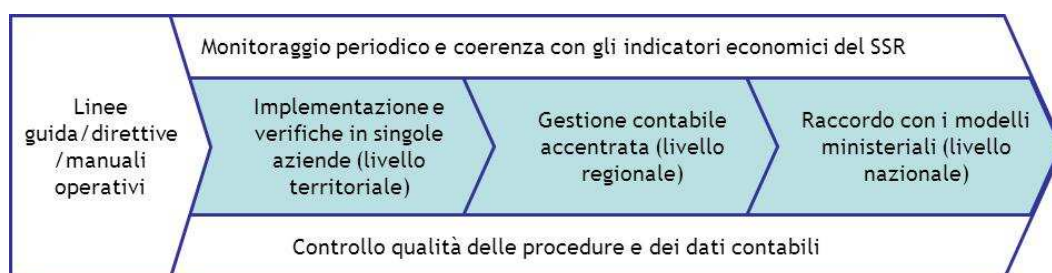 Monitoraggio periodico e coerenza con gli indicatori economici del SSR
Linee
guida/direttive
/manuali
operativi
Implementazione e
verifiche in singole
aziende (livello
territoriale)
Gestione contabile
accentrata (livello
regionale)
Raccordo con i modelli
ministeriali (livello
nazionale)
Controllo qualità delle procedure e dei dati contabili